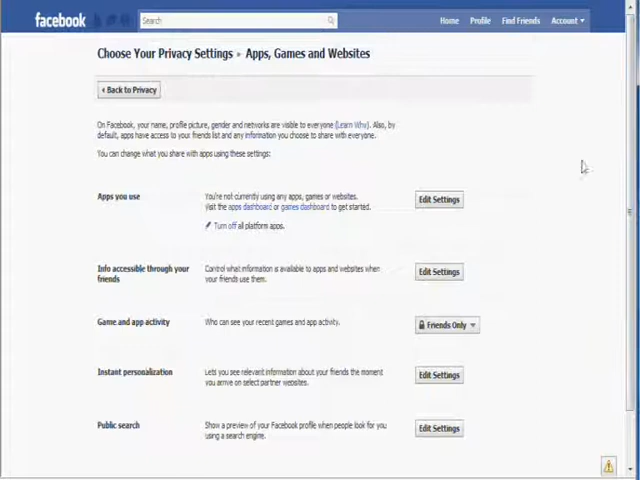 facebook Search Home Profile Find Friends Account
Choose Your Privacy Settings ▸ Apps, Games and Websites
Back to Privacy
On Facebook, your name, profile picture, gender and networks are visible to everyone (Learn Why). Also, by
default, apps have access to your friends list and any information you choose to share with everyone.
You can change what you share with apps using these settings:
Apps you use
You're not currently using any apps, games or websites.
Visit the apps dashboard or games dashboard to get started.
Turn off all platform apps.
Edit Settings
Info accessible through your
friends
Control what information is available to apps and websites when
your friends use them.
Edit Settings
Game and app activity
Who can see your recent games and app activity.
Friends Only
Instant personalization
Lets you see relevant information about your friends the moment
you arrive on select partner websites.
Edit Settings
Public search
Show a preview of your Facebook profile when people look for you
using a search engine.
Edit Settings